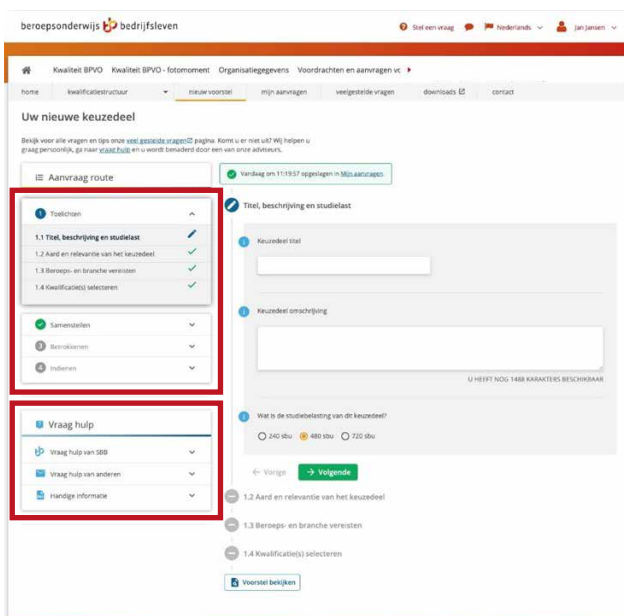 beroepsonderwijs bedrijfsleven
Stel een vraag
Nederlands
Jan Jansen
Kwaliteit BPVO Kwaliteit BPVO - fotomoment Organisatiegegevens Voordrachten en aanvragen vc
home kwalificatiestructuur nieuw voorstel mijn aanvragen veelgestelde vragen downloads contact
Uw nieuwe keuzedeel
Bekijk voor alle vragen en tips onze veel gestelde vragen pagina. Komt u er niet uit? Wij helpen u
graag persoonlijk, ga naar vraag hulp en u wordt benaderd door een van onze adviseurs.
Aanvraag route
1 Toelichten
1.1 Titel, beschrijving en studielast
1.2 Aard en relevantie van het keuzedeel
1.3 Beroeps- en branche vereisten
1.4 Kwalificatie(s) selecteren
Samenstellen
3 Betrokkenen
4 Indienen
Vraag hulp
Vraag hulp van SBB
Vraag hulp van anderen
Handige informatie
Vandaag om 11:19:57 opgeslagen in Mijn aanvragen.
Titel, beschrijving en studielast
Keuzedeel titel
Keuzedeel omschrijving
U HEEFT NOG 1488 KARAKTERS BESCHIKBAAR
Wat is de studiebelasting van dit keuzedeel?
240 sbu 480 sbu 720 sbu
← Vorige → Volgende
1.2 Aard en relevantie van het keuzedeel
1.3 Beroeps- en branche vereisten
1.4 Kwalificatie(s) selecteren
Voorstel bekijken